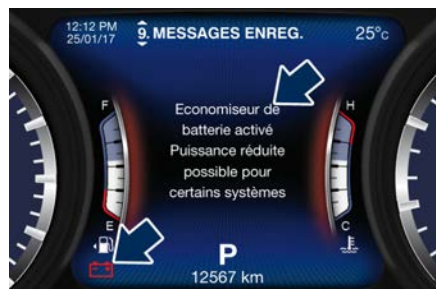 12:12 PM
25/01/17
9. MESSAGES ENREG.
25°c
F
H
Economiseur de
batterie activé
Puissance réduite
possible pour
certains systèmes
E
C
P
12567 km